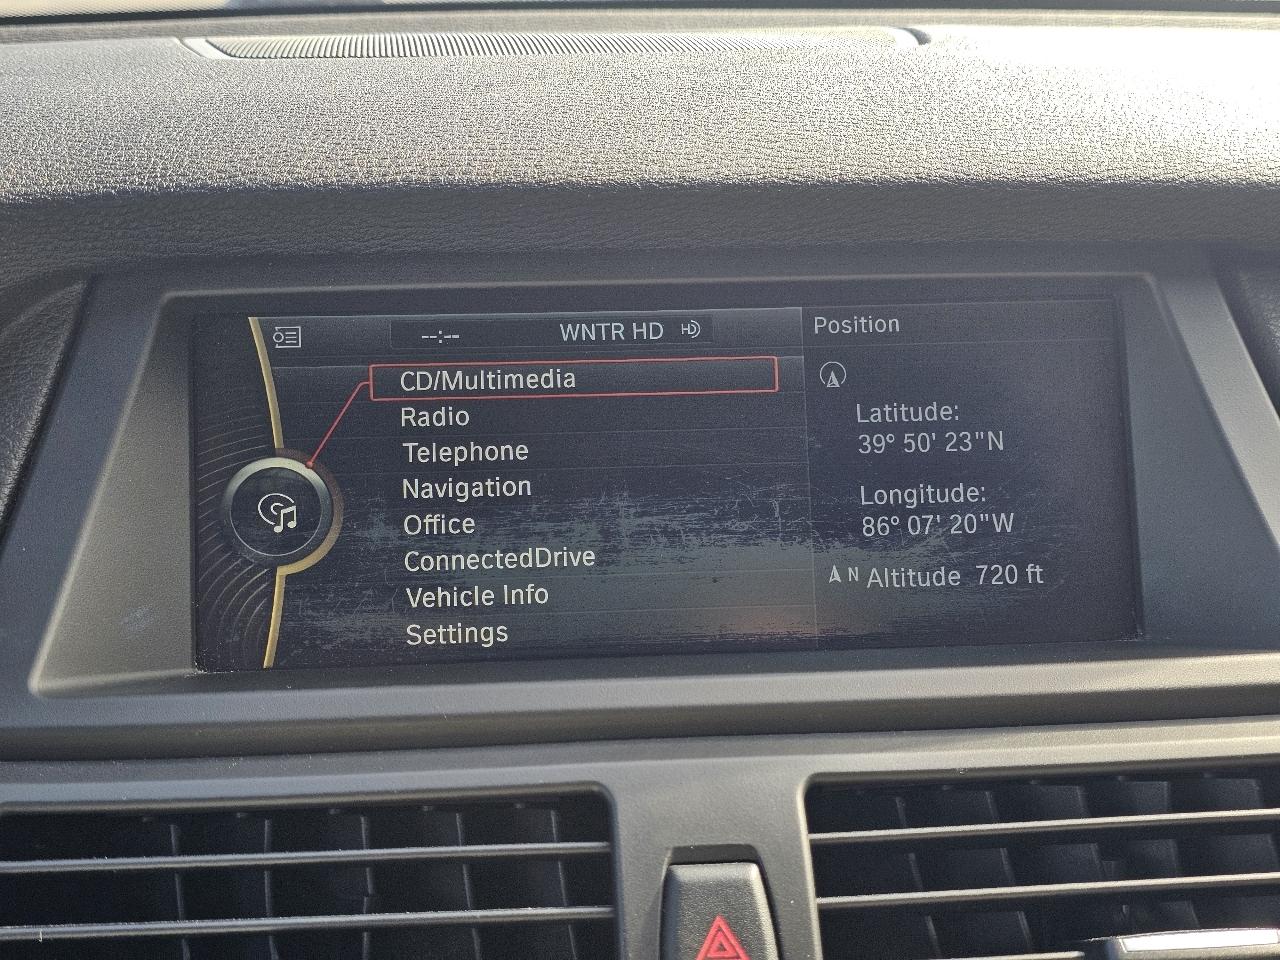 --:--
WNTR HD HD
CD/Multimedia
Radio
Telephone
Navigation
Office
ConnectedDrive
Vehicle Info
Settings
Position
Latitude:
39° 50' 23"N
Longitude:
86° 07' 20"W
N Altitude 720 ft